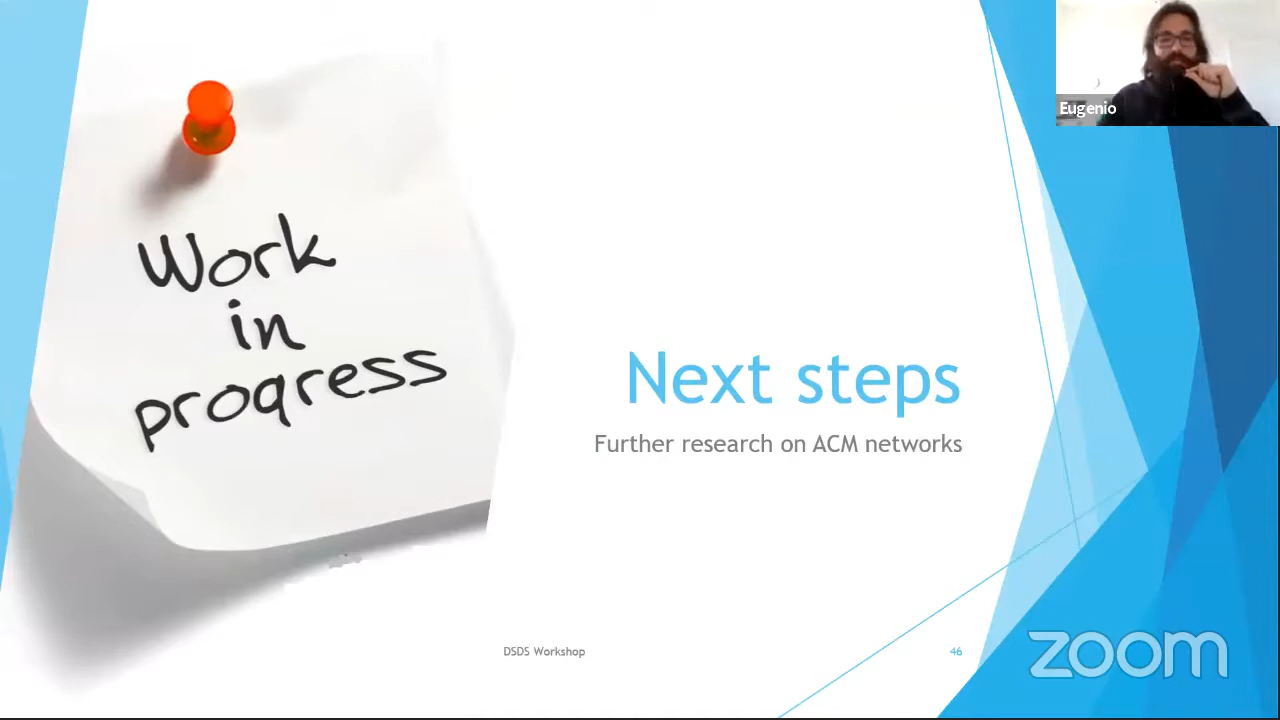 Eugenio
Work
in
progress
Next steps
Further research on ACM networks
DSDS Workshop
46
zoom